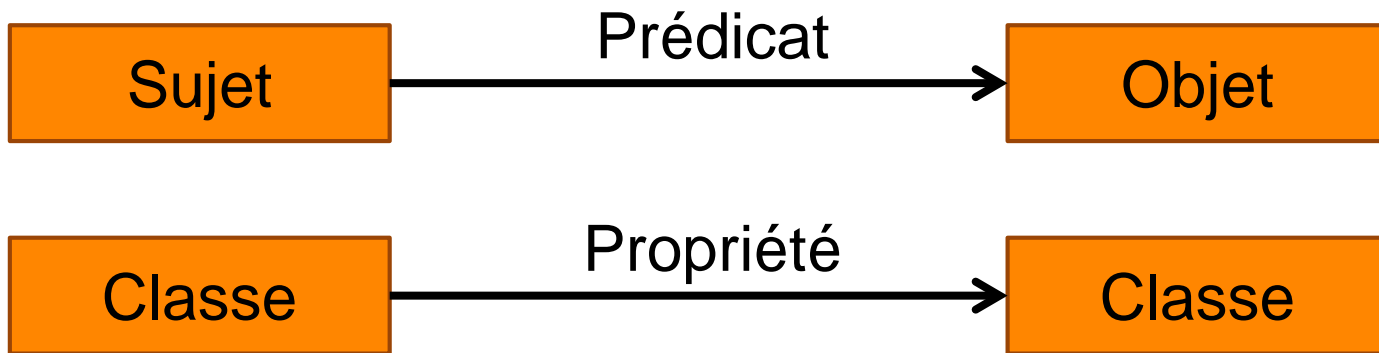 Prédicat
Sujet
Objet
Propriété
Classe
Classe